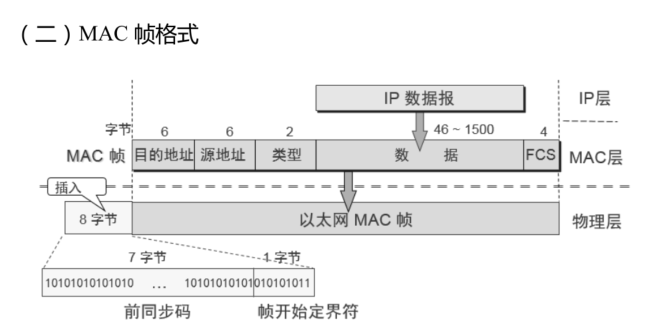 （二）MAC 帧格式
IP 数据报
IP层
字节
6
6
2
46 ~ 1500
4
MAC 帧
目的地址
源地址
类型
数 据
FCS
MAC层
插入
8 字节
以太网 MAC 帧
物理层
7 字节
1 字节
10101010101010 … 10101010101010101011
前同步码
帧开始定界符